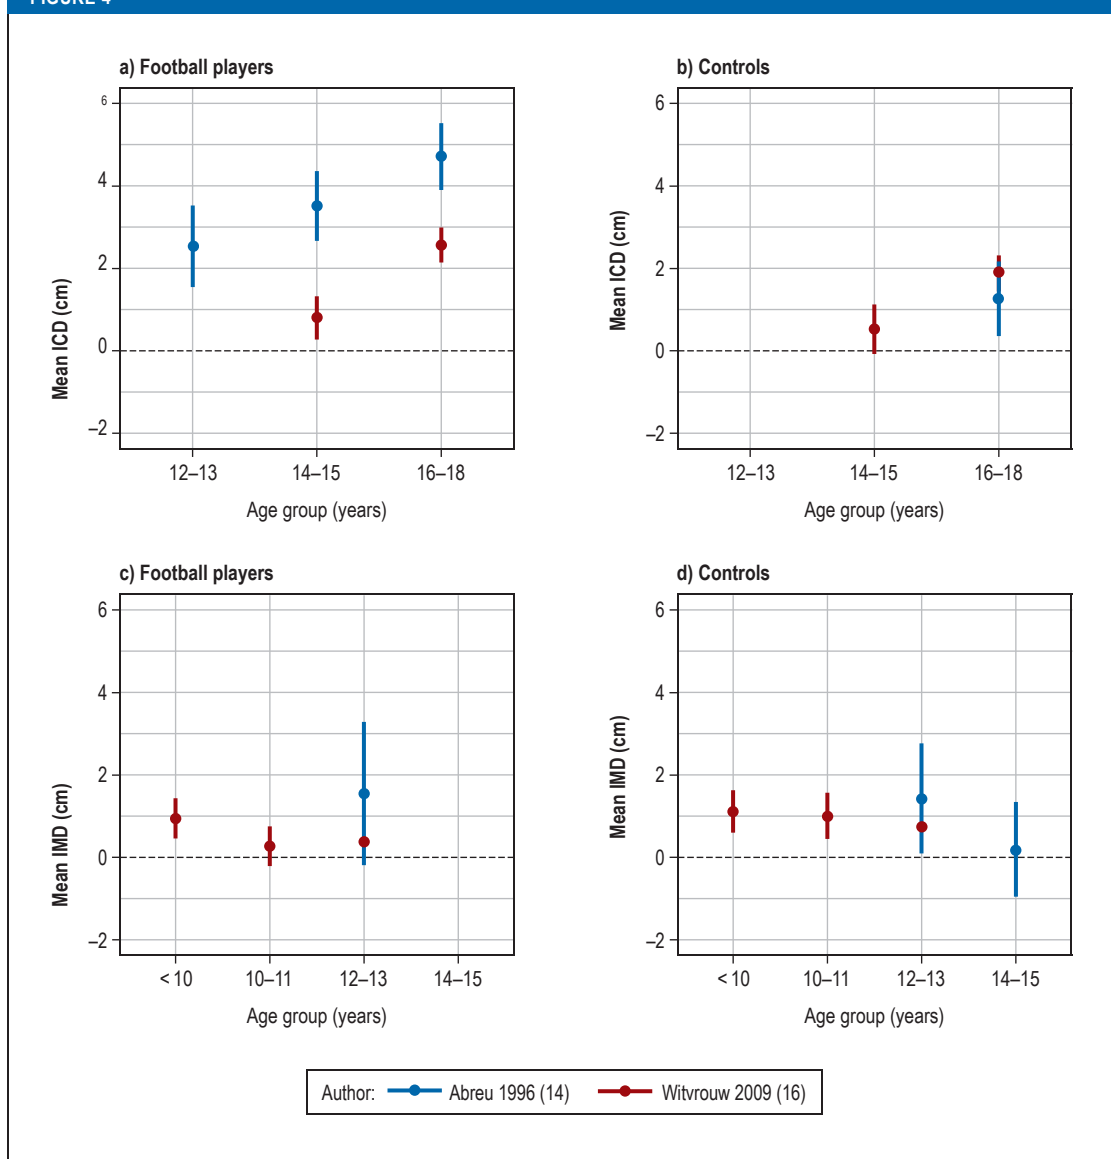 FIGURE 4
a) Football players
6
4
2
0
–2
Mean ICD (cm)
12–13 14–15 16–18
Age group (years)
b) Controls
6
4
2
0
–2
Mean ICD (cm)
12–13 14–15 16–18
Age group (years)
c) Football players
6
4
2
0
–2
Mean IMD (cm)
< 10 10–11 12–13 14–15
Age group (years)
d) Controls
6
4
2
0
–2
Mean IMD (cm)
< 10 10–11 12–13 14–15
Age group (years)
Author: Abreu 1996 (14) Witvrouw 2009 (16)